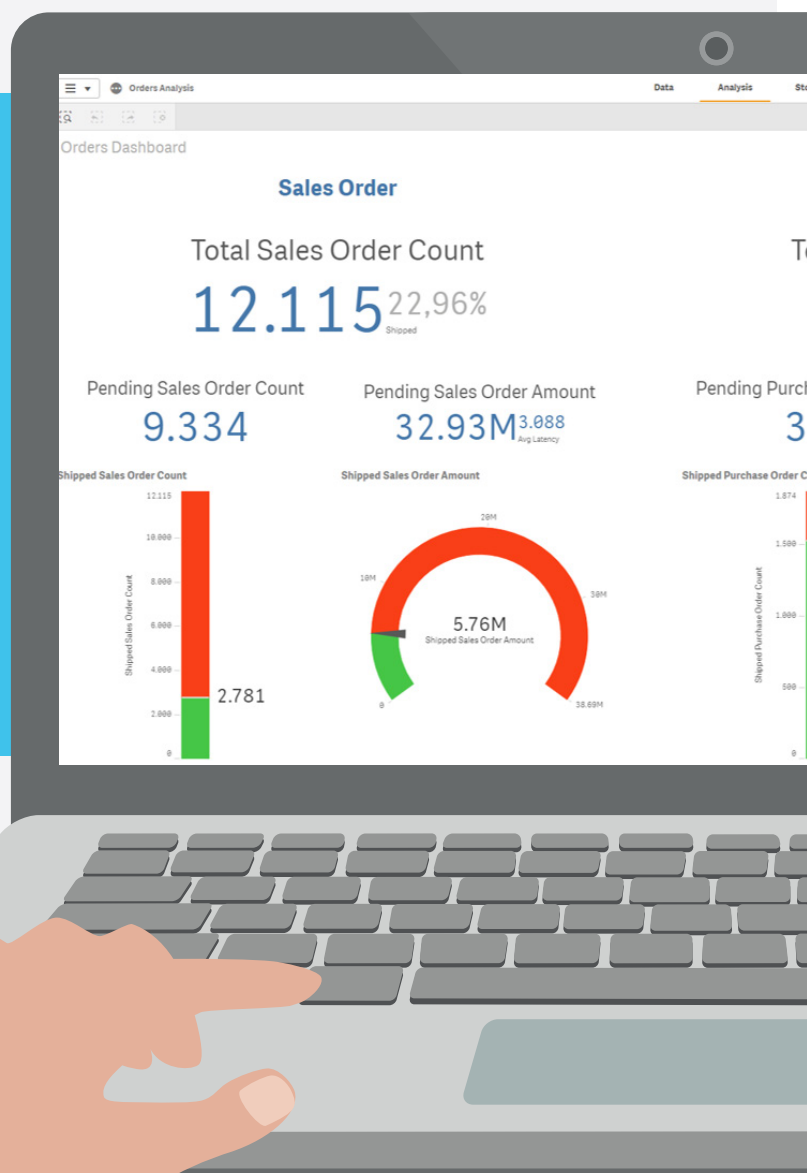 Orders Analysis
Data Analysis
Orders Dashboard
Sales Order
Total Sales Order Count
12.115 22,96%
Shipped
Pending Sales Order Count
9.334
Pending Sales Order Amount
32.93M 3.088
Avg Latency
Pending
3
Shipped Sales Order Count
12.115
10.000
8.000
6.000
4.000
2.000
0
Shipped Sales Order Count
2.781
Shipped Sales Order Amount
20M
10M
30M
5.76M
Shipped Sales Order Amount
0
38.69M
Shipped Purchase Order
1.874
1.500
1.000
500
0
Shipped Purchase Order Count